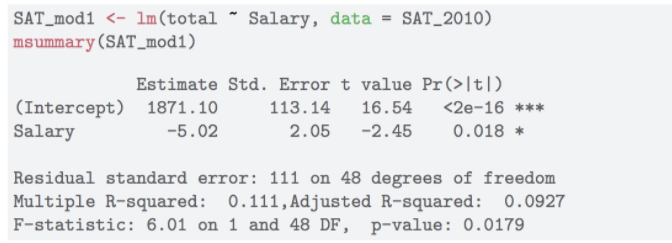 SAT_mod1 <- lm(total ~ Salary, data = SAT_2010)
msummary(SAT_mod1)
Estimate Std. Error t value Pr(>|t|)
(Intercept) 1871.10 113.14 16.54 <2e-16 ***
Salary -5.02 2.05 -2.45 0.018 *
Residual standard error: 111 on 48 degrees of freedom
Multiple R-squared: 0.111,Adjusted R-squared: 0.0927
F-statistic: 6.01 on 1 and 48 DF, p-value: 0.0179